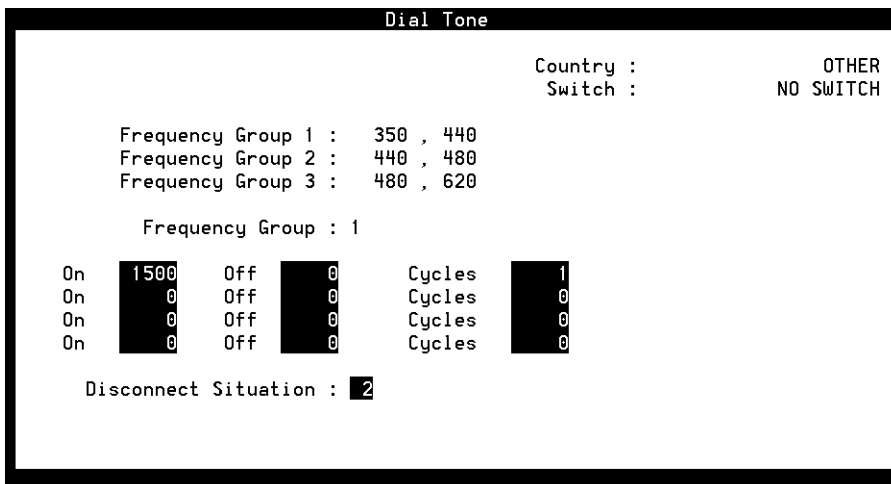 Dial Tone
Country : OTHER
Switch : NO SWITCH
Frequency Group 1 : 350 , 440
Frequency Group 2 : 440 , 480
Frequency Group 3 : 480 , 620
Frequency Group : 1
On 1500 Off 0 Cycles 1
On 0 Off 0 Cycles 0
On 0 Off 0 Cycles 0
On 0 Off 0 Cycles 0
Disconnect Situation : 2